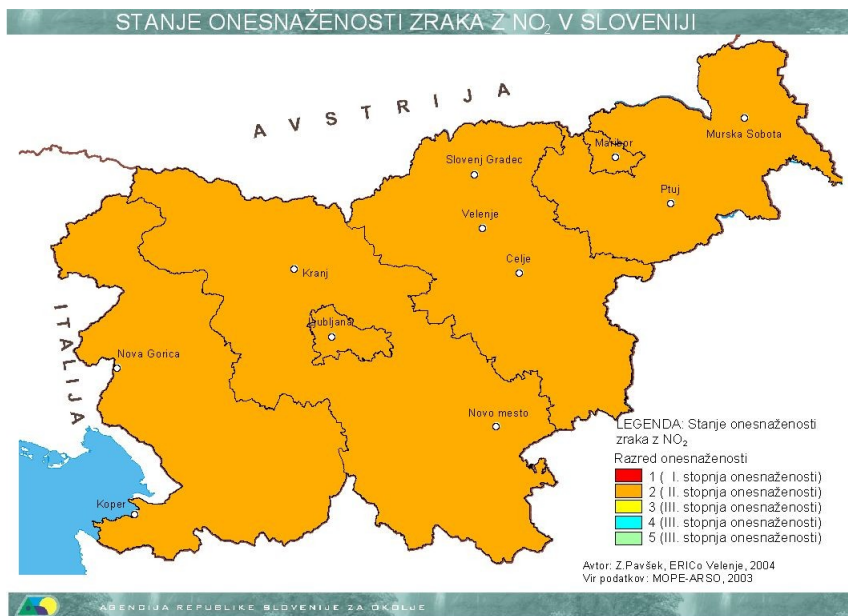 STANJE ONESNAŽENOSTI ZRAKA Z NO₂ V SLOVENIJI
AVSTRIJA
Murska Sobota
Maribor
Slovenj Gradec
Ptuj
Velenje
Celje
Kranj
Ljubljana
ITALIJA
Nova Gorica
Novo mesto
Koper
LEGENDA: Stanje onesnaženosti
zraka z NO₂
Razred onesnaženosti
1 ( I. stopnja onesnaženosti)
2 ( II. stopnja onesnaženosti)
3 (III. stopnja onesnaženosti)
4 (III. stopnja onesnaženosti)
5 (III. stopnja onesnaženosti)
Avtor: Z.Pavšek, ERICo Velenje, 2004
Vir podatkov: MOPE-ARSO, 2003
AGENCIJA REPUBLIKE SLOVENIJE ZA OKOLJE